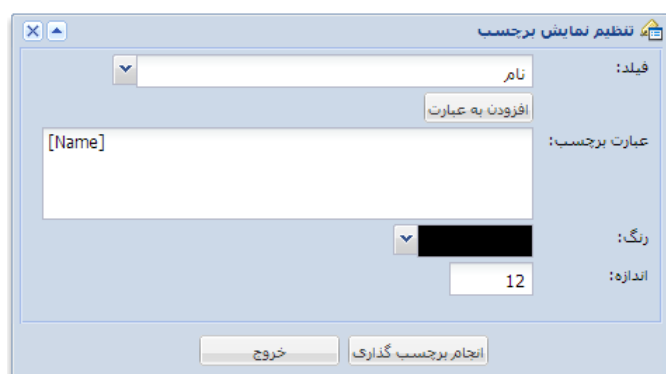 تنظیم نمایش برچسب
فیلد: نام
افزودن به عبارت
عبارت برچسب: [Name]
رنگ:
اندازه: 12
انجام برچسب گذاری خروج